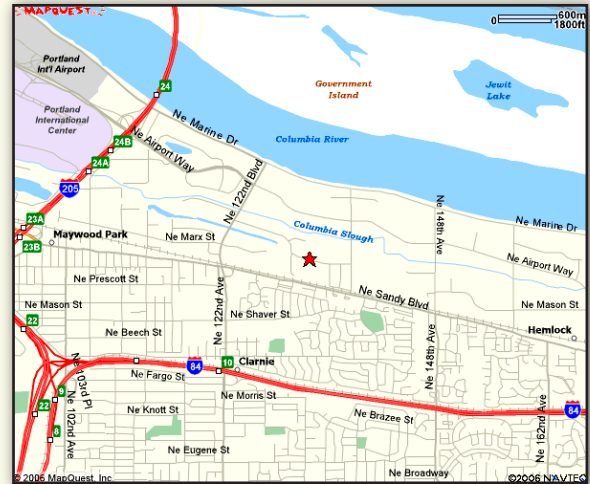 MAPQUEST.
0 600m
1800ft
Portland
Int'l Airport
24
Government
Island
Jewit
Lake
Portland
International
Center
Ne Marine Dr
24B
Columbia River
Ne Airport Way
24A
205
Ne 122nd Blvd
Ne 148th Ave
23A
Maywood Park
Ne Marx St
Columbia Slough
Ne Marine Dr
23B
Ne Airport Way
Ne Prescott St
Ne Sandy Blvd
Ne Mason St
Ne 122nd Ave
Ne Shaver St
Ne Mason St
22
Ne Beech St
Ne 148th Ave
Hemlock
10
Clarnie
84
Ne Fargo St
Ne 103rd Pl
9
Ne Morris St
22
Ne Knott St
Ne Brazee St
84
8
Ne 102nd Ave
Ne 162nd Ave
Ne Eugene St
Ne Broadway
© 2006 MapQuest, Inc.
©2006 NAVTEQ